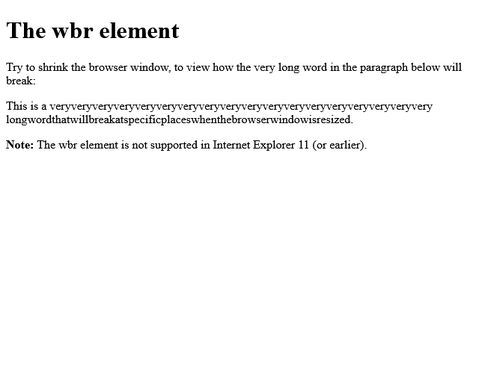 The wbr element
Try to shrink the browser window, to view how the very long word in the paragraph below will
break:
This is a veryveryveryveryveryveryveryveryveryveryveryveryveryveryveryveryveryvery
longwordthatwillbreakatspecificplaceswhenthebrowserwindowisresized.
Note: The wbr element is not supported in Internet Explorer 11 (or earlier).